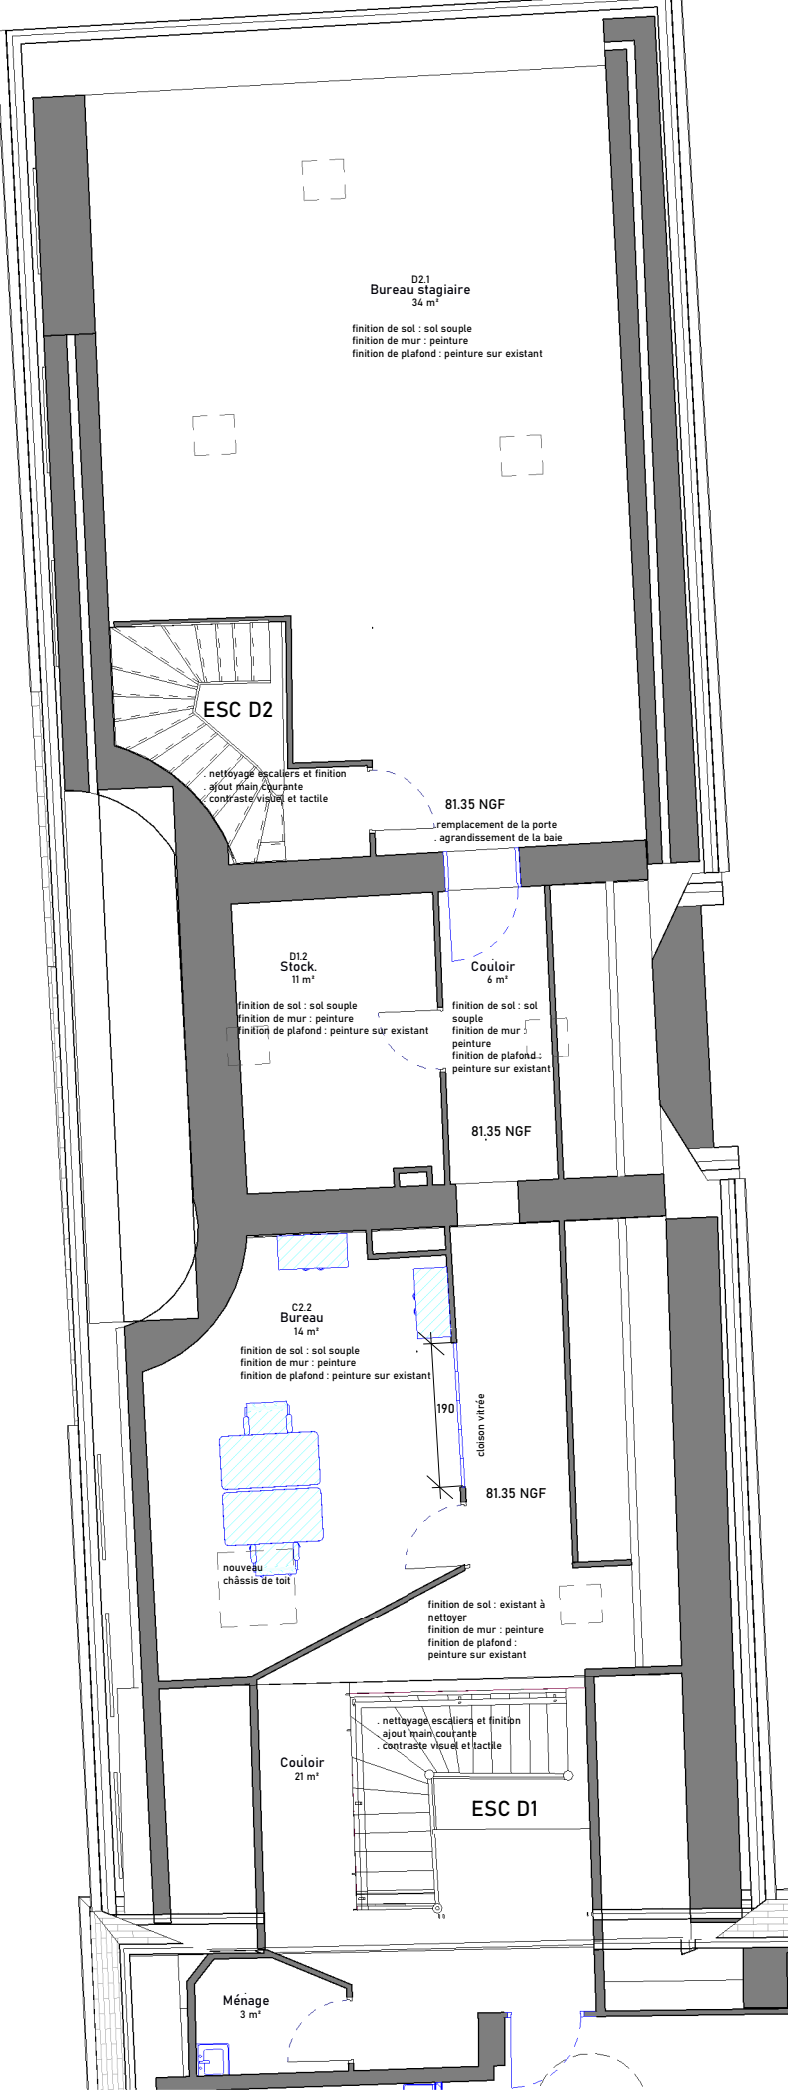 D2.1
Bureau stagiaire
34 m²
finition de sol : sol souple
finition de mur : peinture
finition de plafond : peinture sur existant
ESC D2
. nettoyage escaliers et finition
. ajout main courante
. contraste visuel et tactile
81.35 NGF
.remplacement de la porte
. agrandissement de la baie
D1.2
Stock.
11 m²
finition de sol : sol souple
finition de mur : peinture
finition de plafond : peinture sur existant
Couloir
6 m²
finition de sol : sol
souple
finition de mur :
peinture
finition de plafond :
peinture sur existant
81.35 NGF
C2.2
Bureau
14 m²
finition de sol : sol souple
finition de mur : peinture
finition de plafond : peinture sur existant
190
cloison vitrée
81.35 NGF
nouveau
châssis de toit
finition de sol : existant à
nettoyer
finition de mur : peinture
finition de plafond :
peinture sur existant
. nettoyage escaliers et finition
. ajout main courante
. contraste visuel et tactile
Couloir
21 m²
ESC D1
Ménage
3 m²